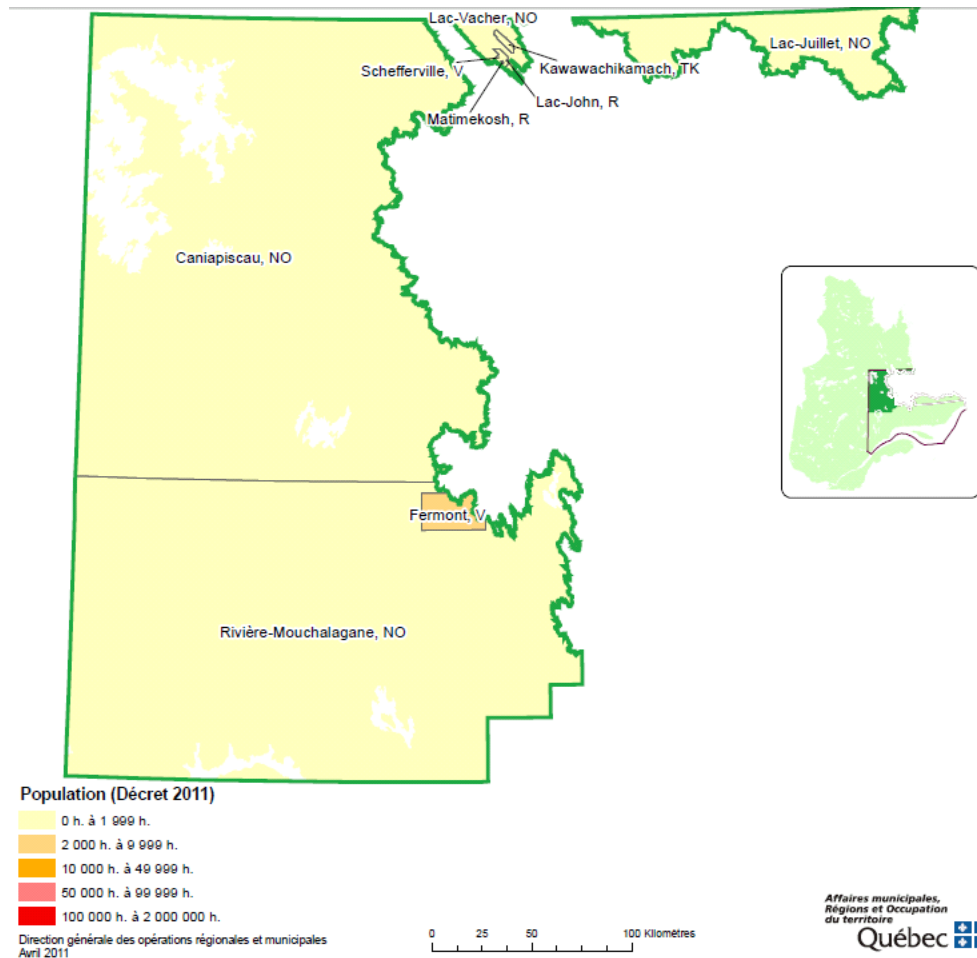 Lac-Vacher, NO
Lac-Juillet, NO
Schefferville, V
Kawawachikamach, TK
Lac-John, R
Matimekosh, R
Caniapiscau, NO
Fermont, V
Rivière-Mouchalagane, NO
Population (Décret 2011)
0 h. à 1 999 h.
2 000 h. à 9 999 h.
10 000 h. à 49 999 h.
50 000 h. à 99 999 h.
100 000 h. à 2 000 000 h.
Direction générale des opérations régionales et municipales
Avril 2011
0 25 50 100 Kilomètres
Affaires municipales,
Régions et Occupation
du territoire
Québec